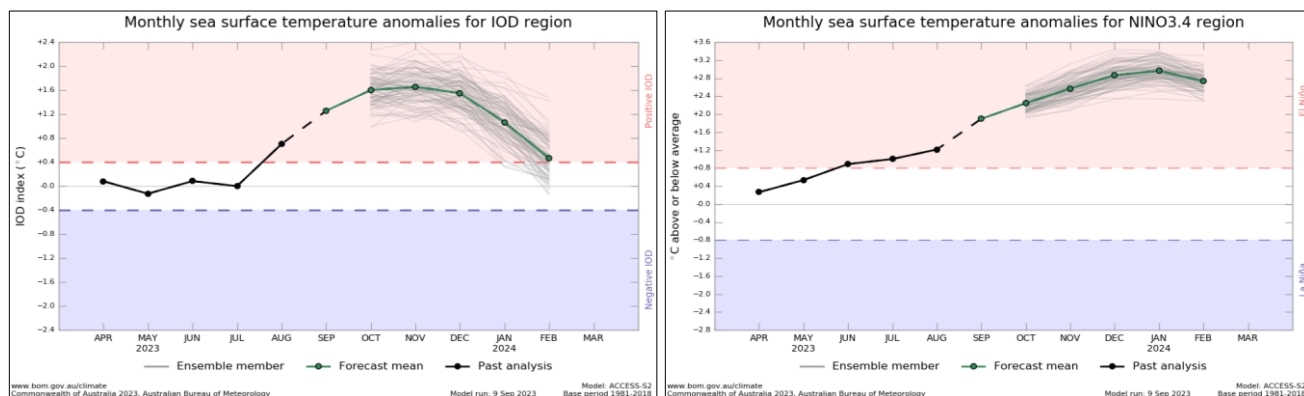 Monthly sea surface temperature anomalies for IOD region
+2.4
+2.0
+1.6
+1.2
+0.8
+0.4
-0.0
−0.4
−0.8
−1.2
−1.6
−2.0
−2.4
IOD index (°C)
Positive IOD
Negative IOD
APR MAY JUN JUL AUG SEP OCT NOV DEC JAN FEB MAR
2023 2024
Ensemble member Forecast mean Past analysis
www.bom.gov.au/climate Model: ACCESS-S2
Commonwealth of Australia 2023, Australian Bureau of Meteorology Model run: 9 Sep 2023 Base period 1981-2018
Monthly sea surface temperature anomalies for NINO3.4 region
+3.6
+3.2
+2.8
+2.4
+2.0
+1.6
+1.2
+0.8
+0.4
-0.0
−0.4
−0.8
−1.2
−1.6
−2.0
−2.4
−2.8
°C above or below average
El Niño
La Niña
APR MAY JUN JUL AUG SEP OCT NOV DEC JAN FEB MAR
2023 2024
Ensemble member Forecast mean Past analysis
www.bom.gov.au/climate Model: ACCESS-S2
Commonwealth of Australia 2023, Australian Bureau of Meteorology Model run: 9 Sep 2023 Base period 1981-2018